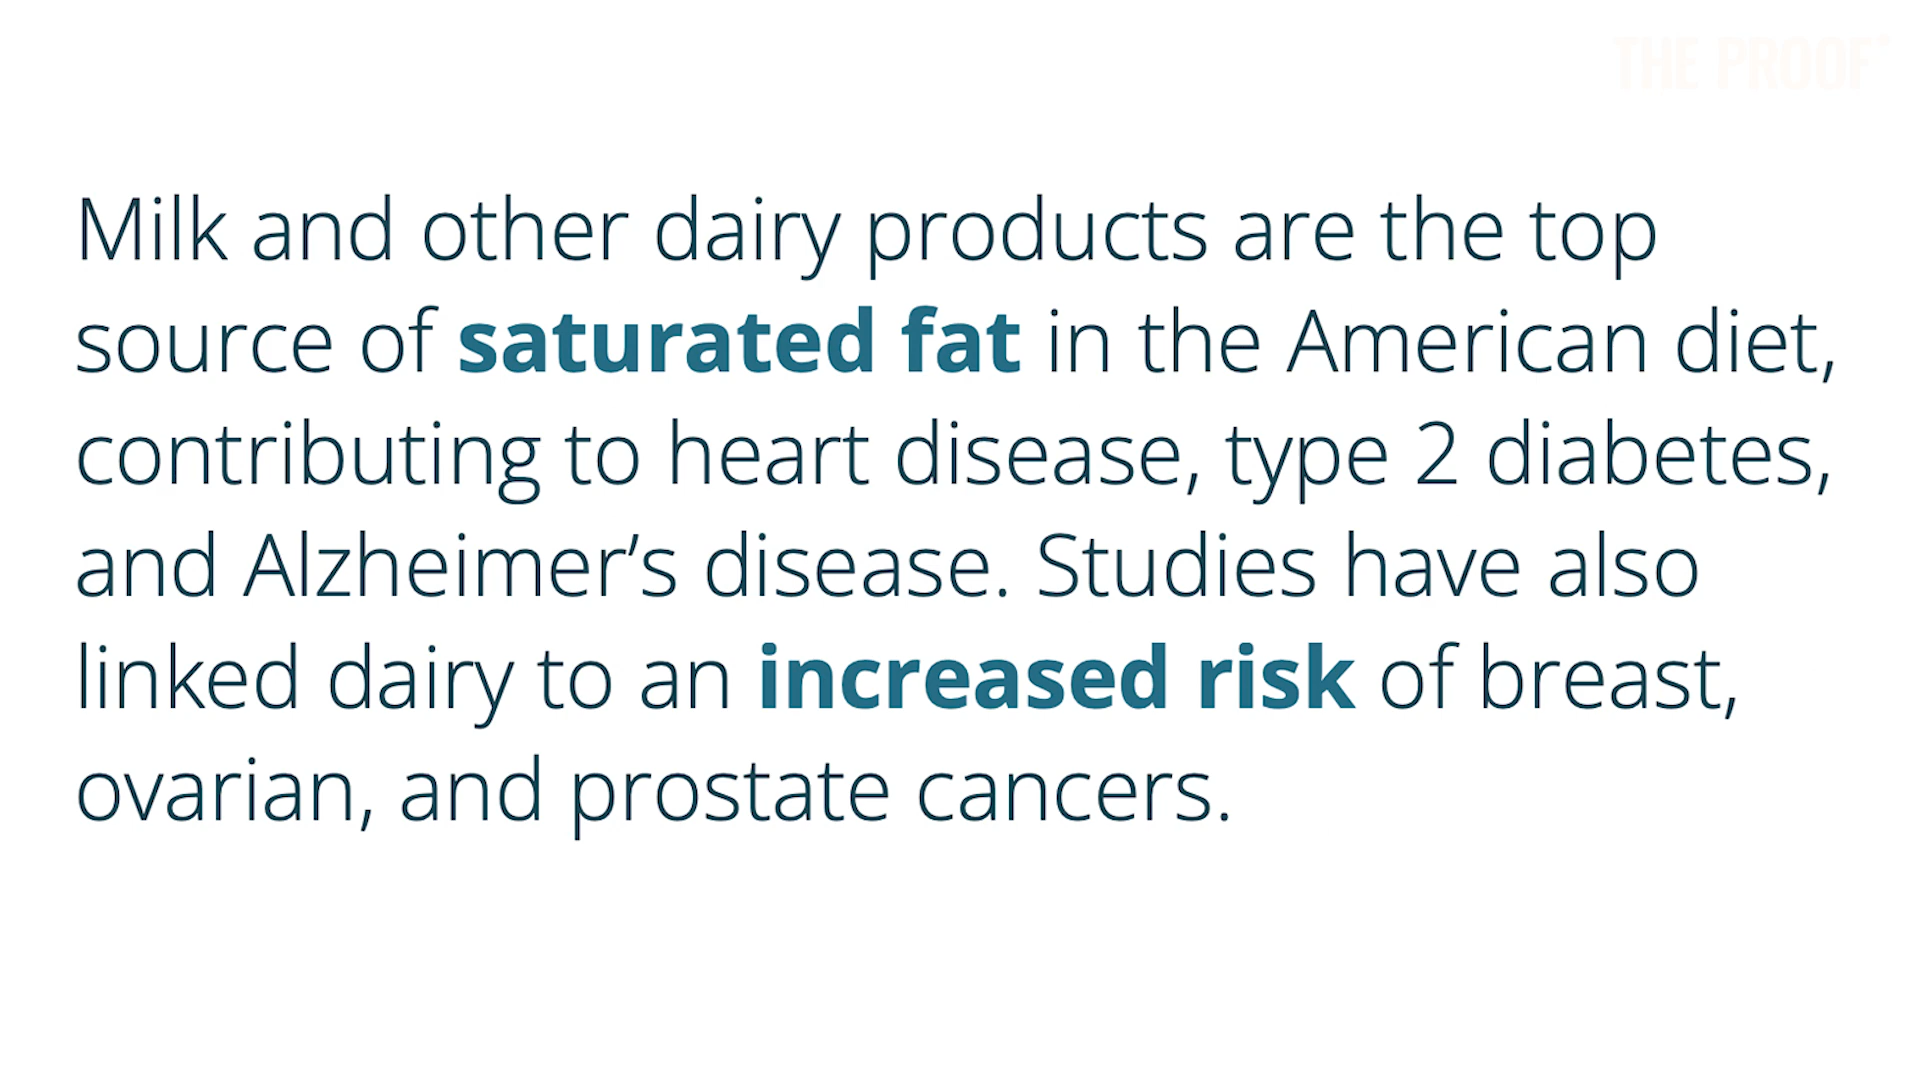 THE PROOF
Milk and other dairy products are the top
source of saturated fat in the American diet,
contributing to heart disease, type 2 diabetes,
and Alzheimer’s disease. Studies have also
linked dairy to an increased risk of breast,
ovarian, and prostate cancers.